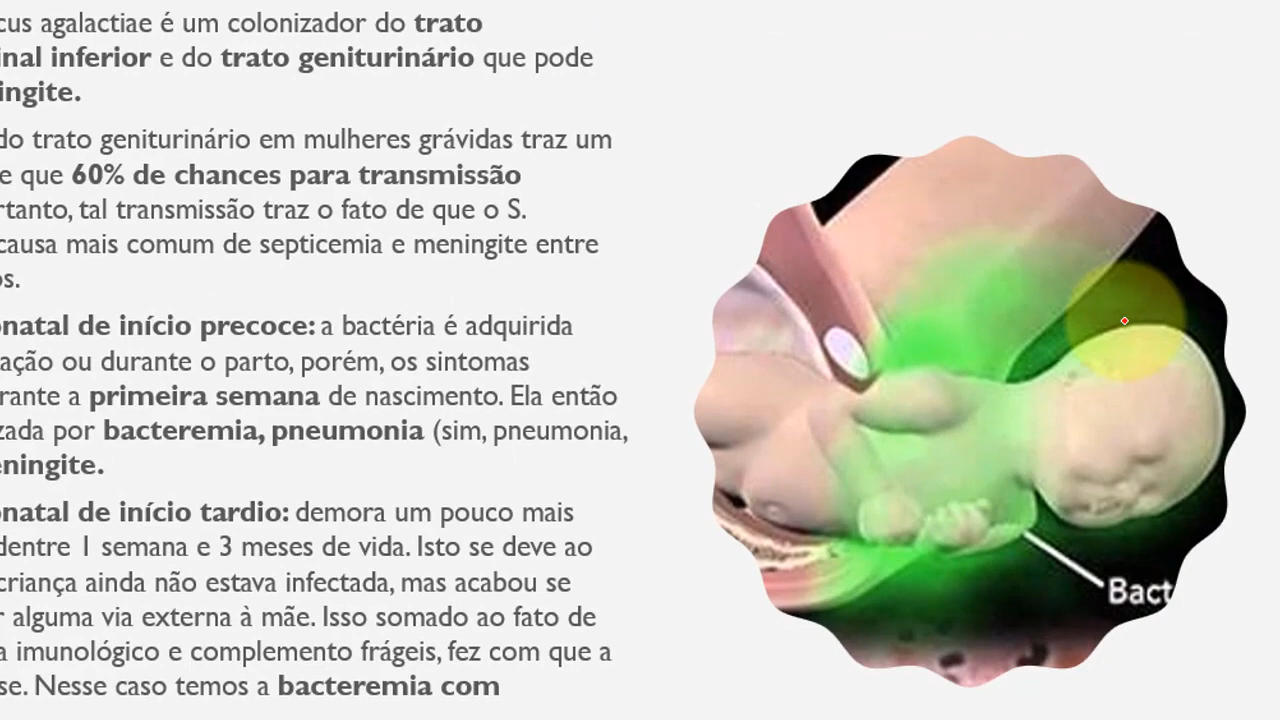 cus agalactiae é um colonizador do trato
inal inferior e do trato geniturinário que pode
ingite.
do trato geniturinário em mulheres grávidas traz um
e que 60% de chances para transmissão
rtanto, tal transmissão traz o fato de que o S.
causa mais comum de septicemia e meningite entre
os.
onatal de início precoce: a bactéria é adquirida
ação ou durante o parto, porém, os sintomas
rante a primeira semana de nascimento. Ela então
zada por bacteremia, pneumonia (sim, pneumonia,
eningite.
onatal de início tardio: demora um pouco mais
dentre 1 semana e 3 meses de vida. Isto se deve ao
criança ainda não estava infectada, mas acabou se
r alguma via externa à mãe. Isso somado ao fato de
a imunológico e complemento frágeis, fez com que a
se. Nesse caso temos a bacteremia com
Bact